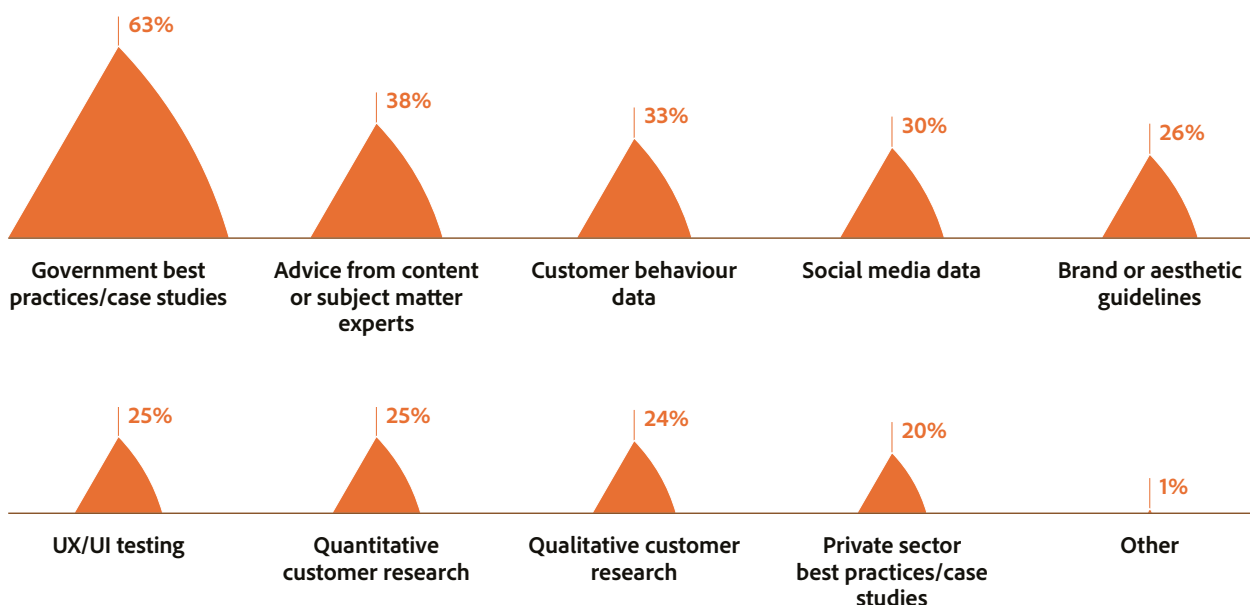 63%
38%
33%
30%
26%
Government best
practices/case studies
Advice from content
or subject matter
experts
Customer behaviour
data
Social media data
Brand or aesthetic
guidelines
25%
25%
24%
20%
1%
UX/UI testing
Quantitative
customer research
Qualitative customer
research
Private sector
best practices/case
studies
Other